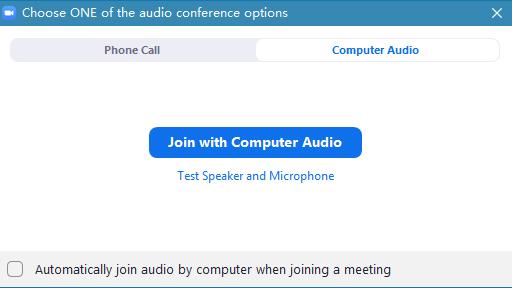 Choose ONE of the audio conference options
Phone Call
Computer Audio
Join with Computer Audio
Test Speaker and Microphone
Automatically join audio by computer when joining a meeting